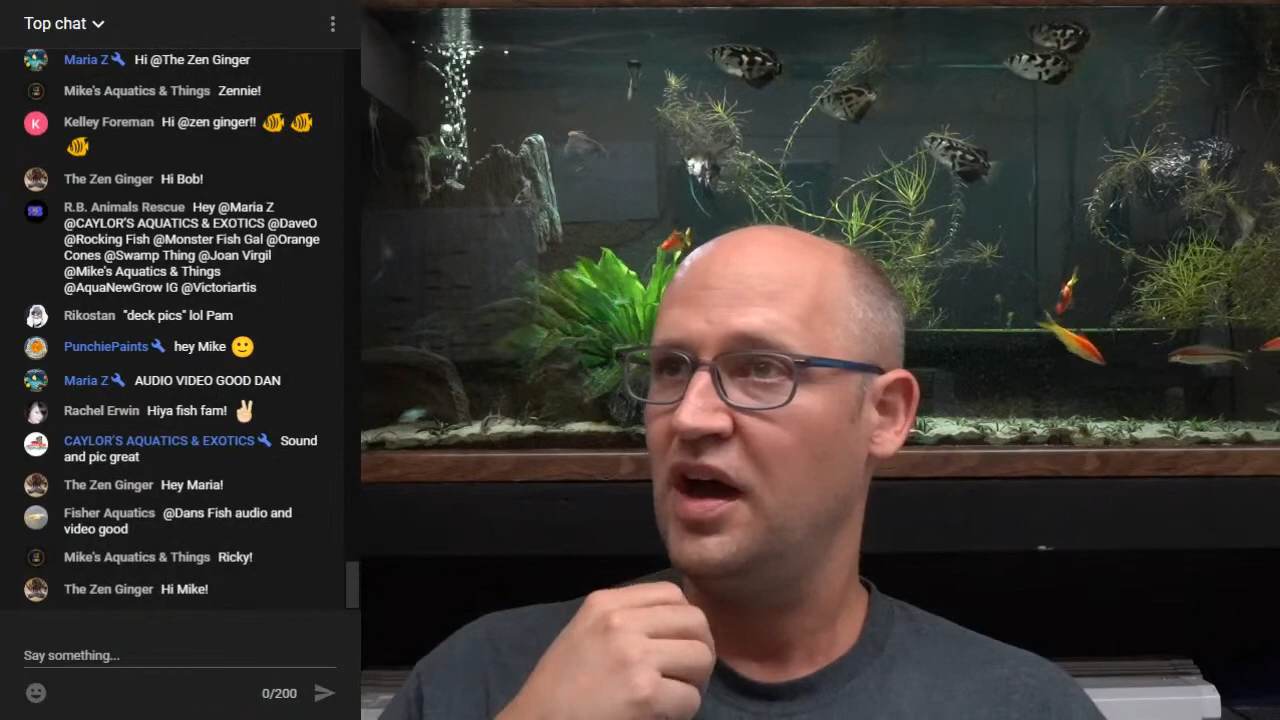 Top chat
Maria Z Hi @The Zen Ginger
Mike's Aquatics & Things Zennie!
K Kelley Foreman Hi @zen ginger!!
The Zen Ginger Hi Bob!
R.B. Animals Rescue Hey @Maria Z
@CAYLOR'S AQUATICS & EXOTICS @DaveO
@Rocking Fish @Monster Fish Gal @Orange
Cones @Swamp Thing @Joan Virgil
@Mike's Aquatics & Things
@AquaNewGrow IG @Victoriartis
Rikostan "deck pics" lol Pam
PunchiePaints hey Mike
Maria Z AUDIO VIDEO GOOD DAN
Rachel Erwin Hiya fish fam!
CAYLOR'S AQUATICS & EXOTICS Sound
and pic great
The Zen Ginger Hey Maria!
Fisher Aquatics @Dans Fish audio and
video good
Mike's Aquatics & Things Ricky!
The Zen Ginger Hi Mike!
Say something...
0/200